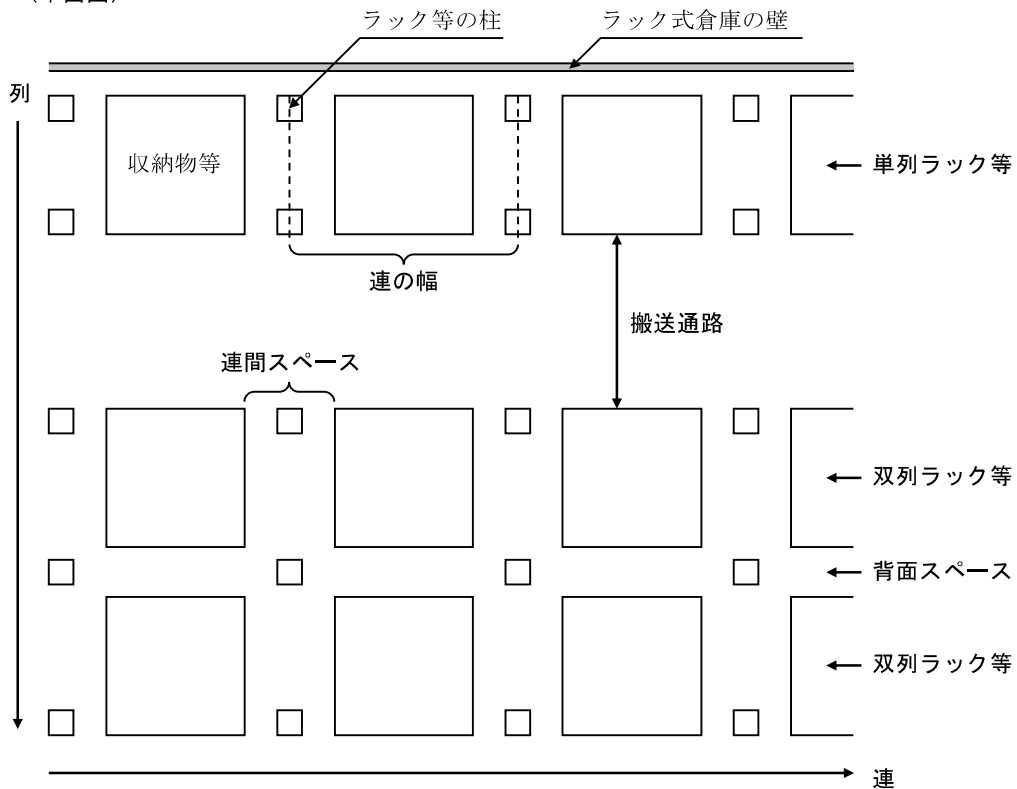 ラック等の柱
ラック式倉庫の壁
列
収納物等
単列ラック等
連の幅
搬送通路
連間スペース
双列ラック等
背面スペース
双列ラック等
連